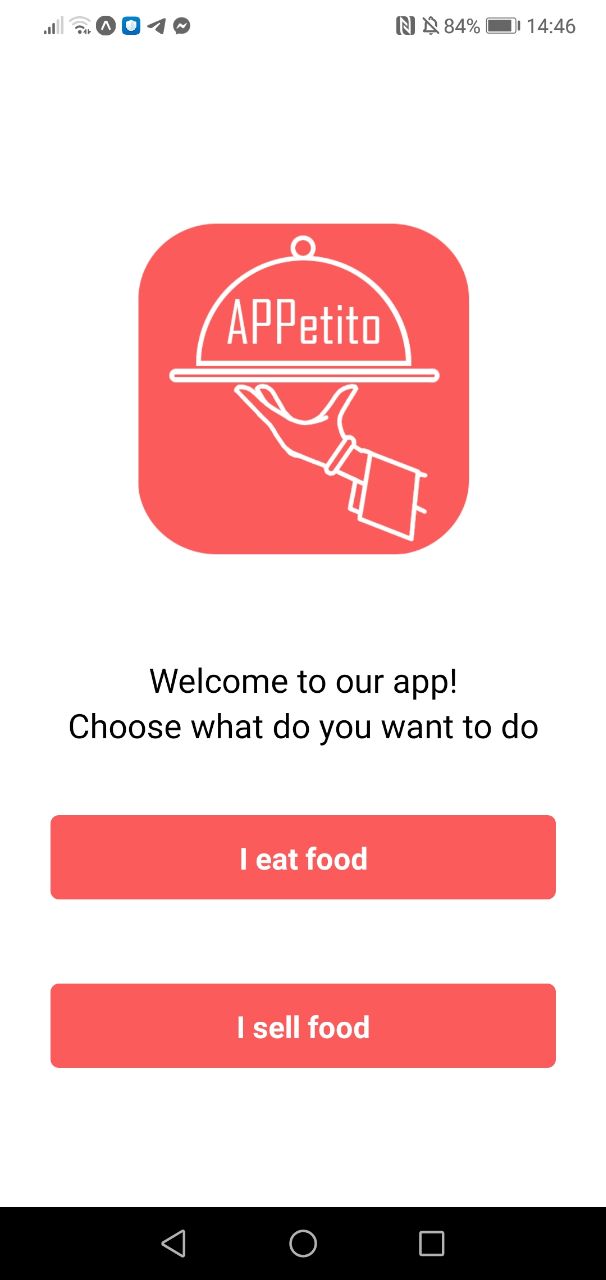 84% 14:46
APPetito
Welcome to our app!
Choose what do you want to do
I eat food
I sell food